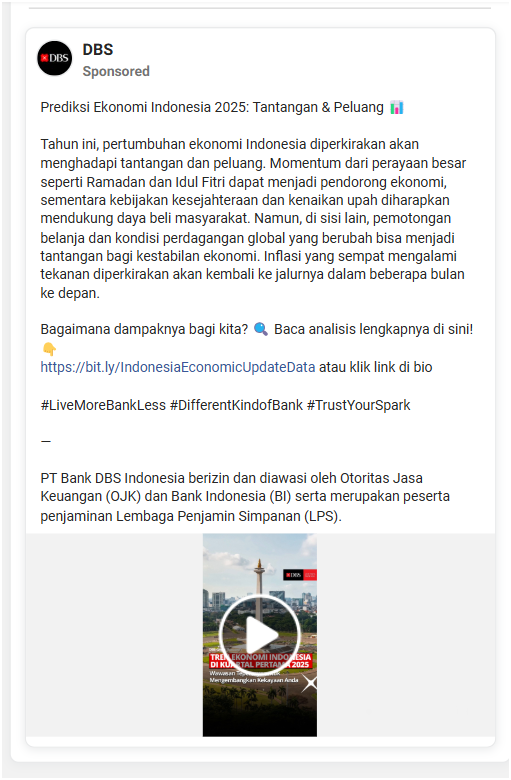 DBS
DBS
Sponsored
Prediksi Ekonomi Indonesia 2025: Tantangan & Peluang 📊
Tahun ini, pertumbuhan ekonomi Indonesia diperkirakan akan
menghadapi tantangan dan peluang. Momentum dari perayaan besar
seperti Ramadan dan Idul Fitri dapat menjadi pendorong ekonomi,
sementara kebijakan kesejahteraan dan kenaikan upah diharapkan
mendukung daya beli masyarakat. Namun, di sisi lain, pemotongan
belanja dan kondisi perdagangan global yang berubah bisa menjadi
tantangan bagi kestabilan ekonomi. Inflasi yang sempat mengalami
tekanan diperkirakan akan kembali ke jalurnya dalam beberapa bulan
ke depan.
Bagaimana dampaknya bagi kita? 🔍 Baca analisis lengkapnya di sini!
👇
https://bit.ly/IndonesiaEconomicUpdateData atau klik link di bio
#LiveMoreBankLess #DifferentKindofBank #TrustYourSpark
—
PT Bank DBS Indonesia berizin dan diawasi oleh Otoritas Jasa
Keuangan (OJK) dan Bank Indonesia (BI) serta merupakan peserta
penjaminan Lembaga Penjamin Simpanan (LPS).
DBS
TREN EKONOMI INDONESIA
DI KUARTAL PERTAMA 2025
Wawasan
Mengembangkan Kekayaan Anda